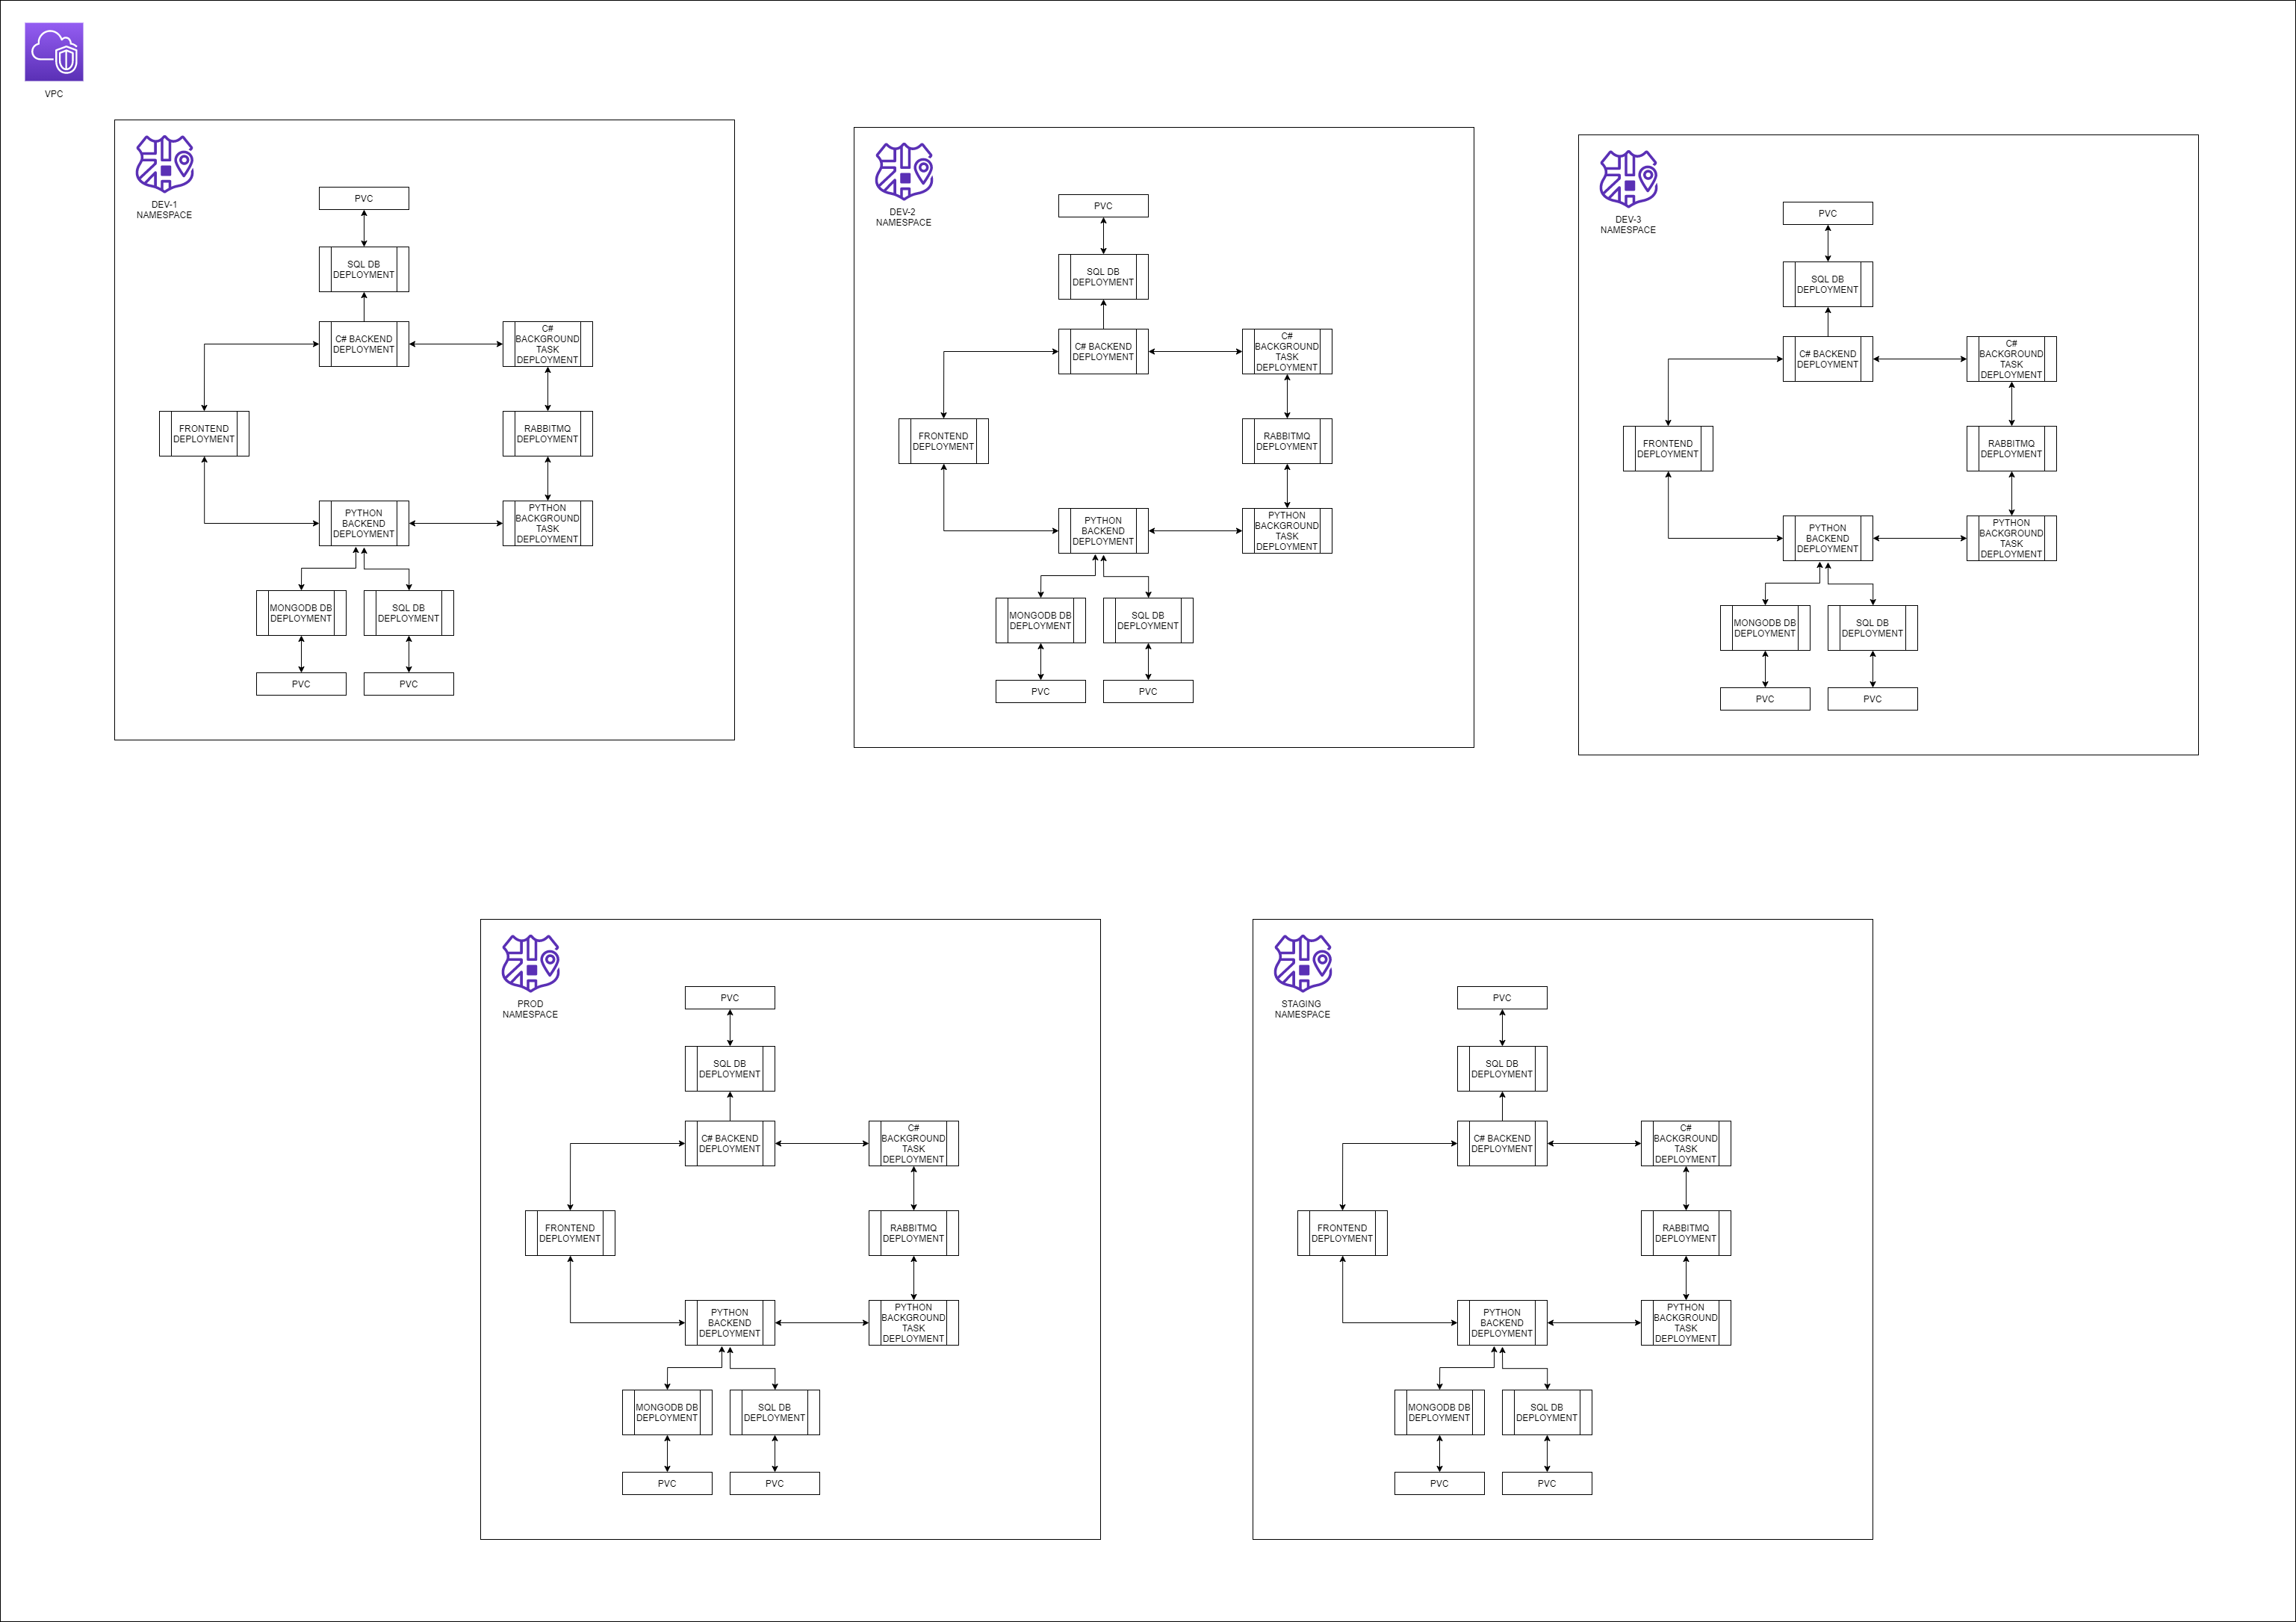 VPC
DEV-1
NAMESPACE
PVC
SQL DB
DEPLOYMENT
C# BACKEND
DEPLOYMENT
C#
BACKGROUND
TASK
DEPLOYMENT
FRONTEND
DEPLOYMENT
RABBITMQ
DEPLOYMENT
PYTHON
BACKEND
DEPLOYMENT
PYTHON
BACKGROUND
TASK
DEPLOYMENT
MONGODB DB
DEPLOYMENT
SQL DB
DEPLOYMENT
PVC
PVC
DEV-2
NAMESPACE
PVC
SQL DB
DEPLOYMENT
C# BACKEND
DEPLOYMENT
C#
BACKGROUND
TASK
DEPLOYMENT
FRONTEND
DEPLOYMENT
RABBITMQ
DEPLOYMENT
PYTHON
BACKEND
DEPLOYMENT
PYTHON
BACKGROUND
TASK
DEPLOYMENT
MONGODB DB
DEPLOYMENT
SQL DB
DEPLOYMENT
PVC
PVC
DEV-3
NAMESPACE
PVC
SQL DB
DEPLOYMENT
C# BACKEND
DEPLOYMENT
C#
BACKGROUND
TASK
DEPLOYMENT
FRONTEND
DEPLOYMENT
RABBITMQ
DEPLOYMENT
PYTHON
BACKEND
DEPLOYMENT
PYTHON
BACKGROUND
TASK
DEPLOYMENT
MONGODB DB
DEPLOYMENT
SQL DB
DEPLOYMENT
PVC
PVC
PROD
NAMESPACE
PVC
SQL DB
DEPLOYMENT
C# BACKEND
DEPLOYMENT
C#
BACKGROUND
TASK
DEPLOYMENT
FRONTEND
DEPLOYMENT
RABBITMQ
DEPLOYMENT
PYTHON
BACKEND
DEPLOYMENT
PYTHON
BACKGROUND
TASK
DEPLOYMENT
MONGODB DB
DEPLOYMENT
SQL DB
DEPLOYMENT
PVC
PVC
STAGING
NAMESPACE
PVC
SQL DB
DEPLOYMENT
C# BACKEND
DEPLOYMENT
C#
BACKGROUND
TASK
DEPLOYMENT
FRONTEND
DEPLOYMENT
RABBITMQ
DEPLOYMENT
PYTHON
BACKEND
DEPLOYMENT
PYTHON
BACKGROUND
TASK
DEPLOYMENT
MONGODB DB
DEPLOYMENT
SQL DB
DEPLOYMENT
PVC
PVC